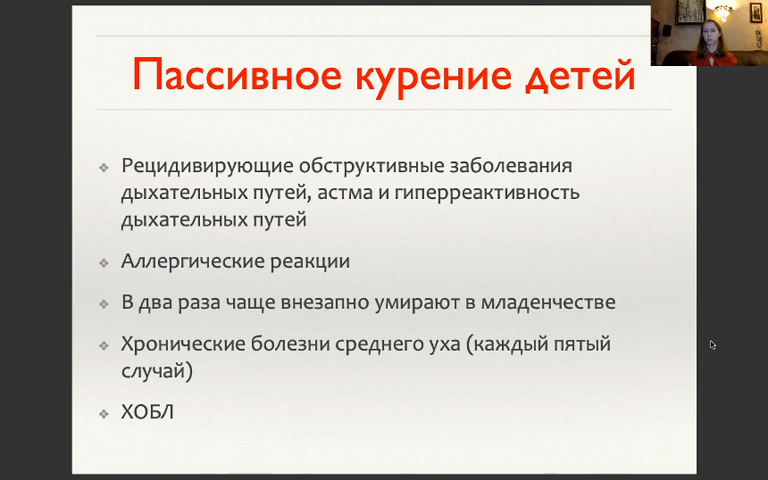 Пассивное курение детей
Рецидивирующие обструктивные заболевания
дыхательных путей, астма и гиперреактивность
дыхательных путей
Аллергические реакции
В два раза чаще внезапно умирают в младенчестве
Хронические болезни среднего уха (каждый пятый
случай)
ХОБЛ